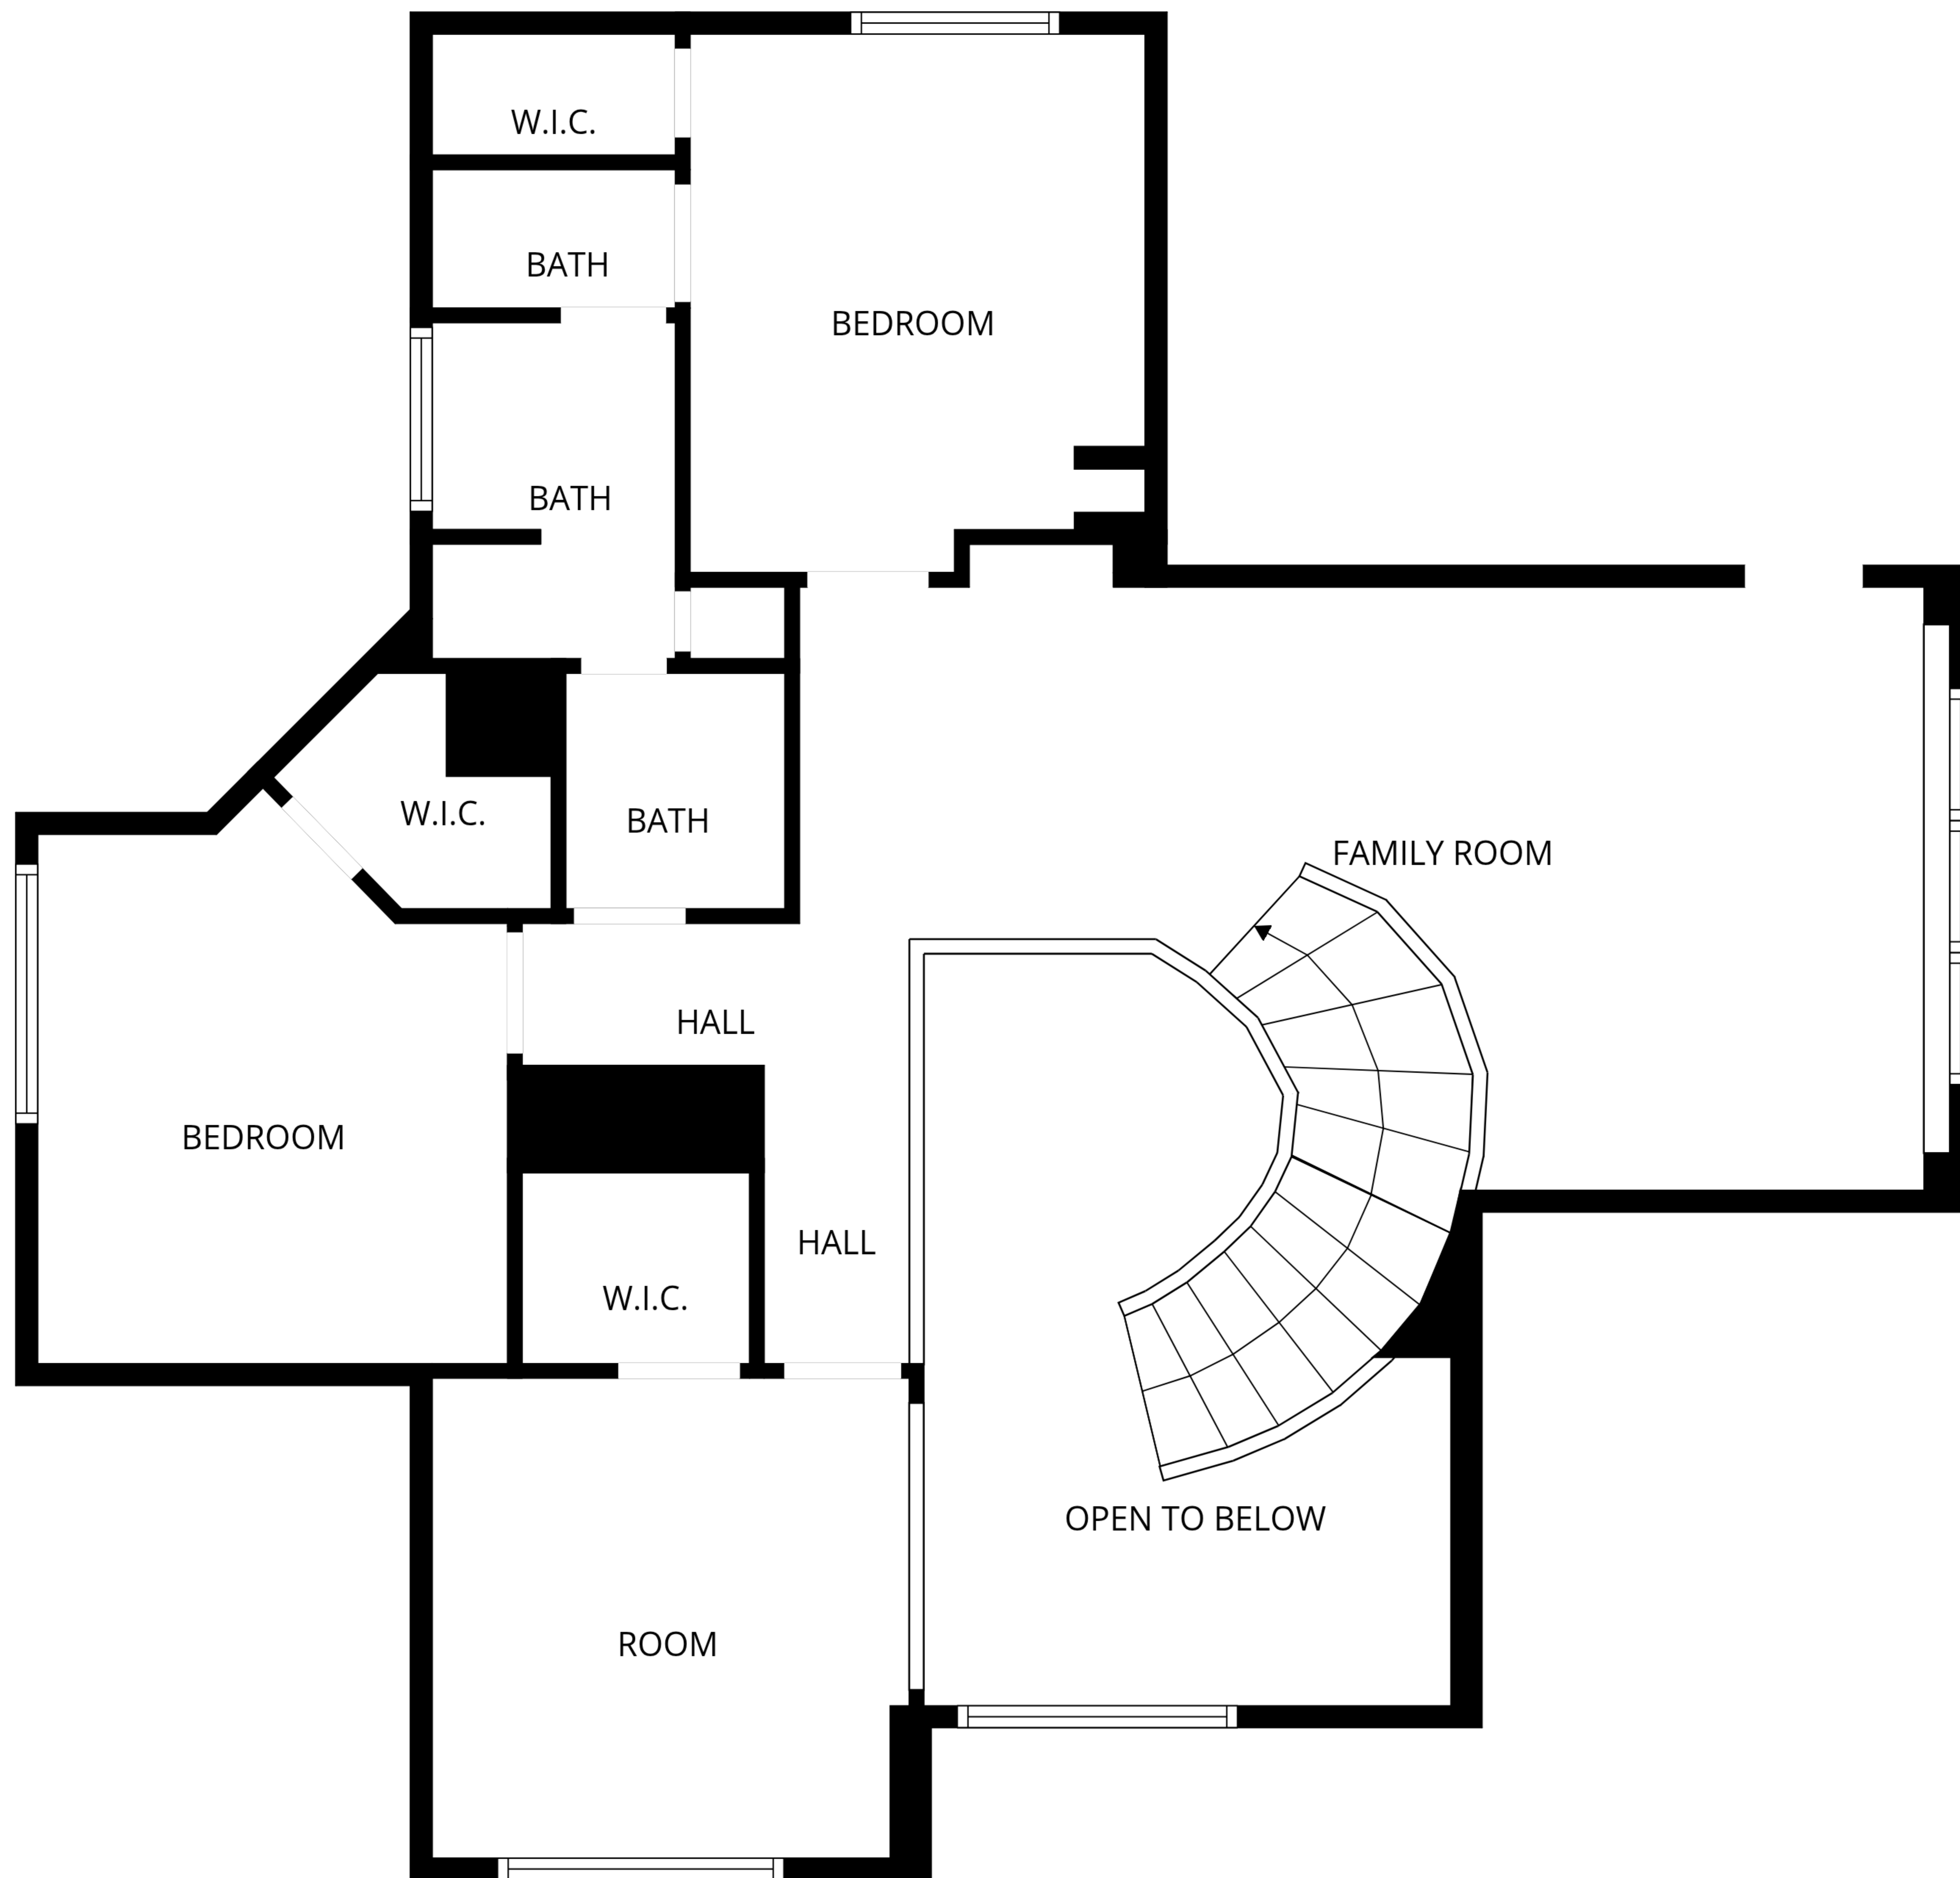 W.I.C.
BATH
BEDROOM
BATH
W.I.C.
BATH
FAMILY ROOM
HALL
BEDROOM
HALL
W.I.C.
OPEN TO BELOW
ROOM